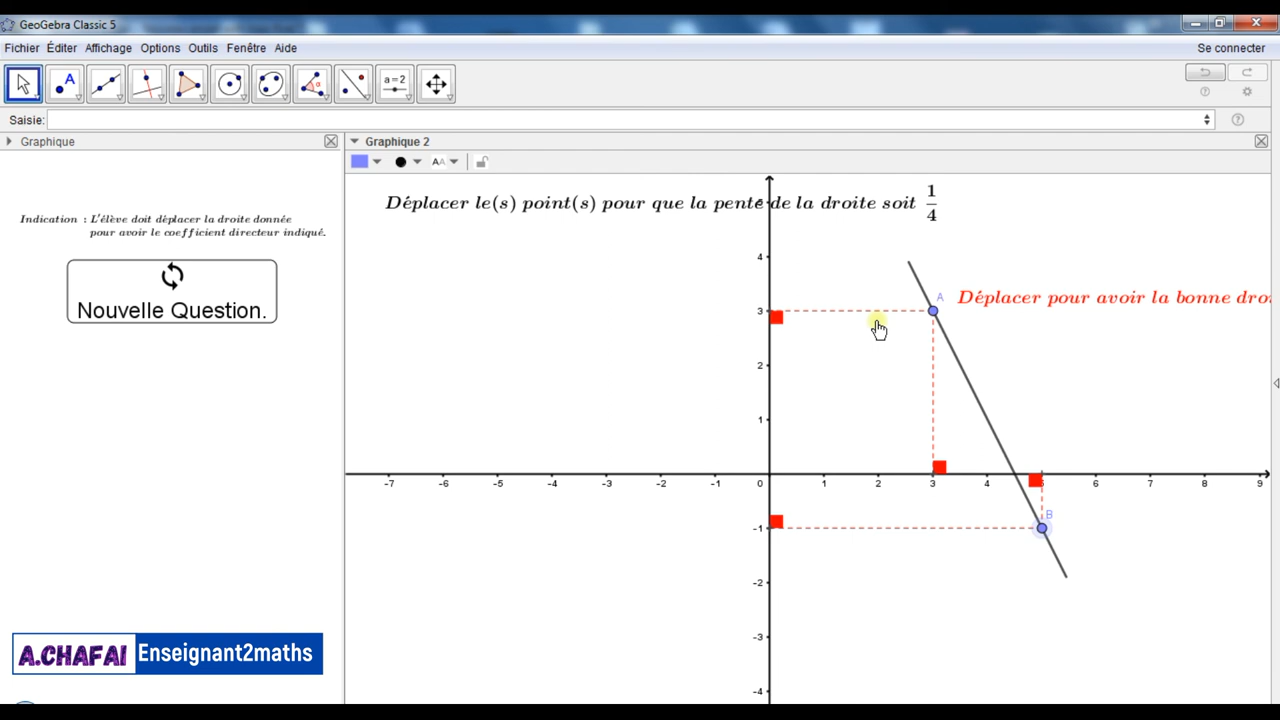 GeoGebra Classic 5
Fichier Éditer Affichage Options Outils Fenêtre Aide
Se connecter
A
a=2
Saisie:
Graphique
Graphique 2
AA
Indication : L'élève doit déplacer la droite donnée
pour avoir le coefficient directeur indiqué.
Nouvelle Question.
Déplacer le(s) point(s) pour que la pente de la droite soit 1/4
Déplacer pour avoir la bonne droi
A
B
4
3
2
1
-7 -6 -5 -4 -3 -2 -1 0 1 2 3 4 5 6 7 8 9
-1
-2
-3
-4
A.CHAFAI Enseignant2maths